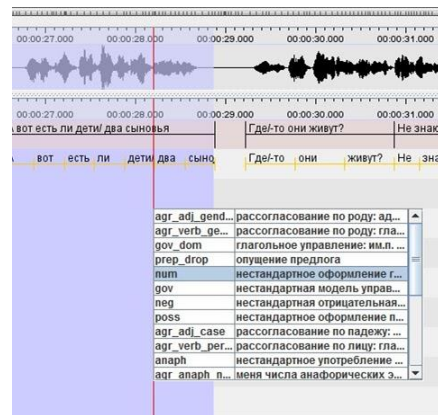 00:00:27.000 00:00:28.000 00:00:29.000 00:00:30.000 00:00:31.000
00:00:27.000 00:00:28.000 00:00:29.000 00:00:30.000 00:00:31.000
А вот есть ли дети/ два сыновья Где/-то они живут? Не знак
вот есть ли дети/ два сыно Где/-то они живут? Не зна
agr_adj_gend... рассогласование по роду: ад...
agr_verb_ge... рассогласование по роду: гла...
gov_dom глагольное управление: им.п. ...
prep_drop опущение предлога
num нестандартное оформление г...
gov нестандартная модель управ...
neg нестандартная отрицательная...
poss нестандартное оформление п...
agr_adj_case рассогласование по падежу: ...
agr_verb_per... рассогласование по лицу: гла...
anaph нестандартное употребление ...
agr_anaph_n... меня числа анафорических э...